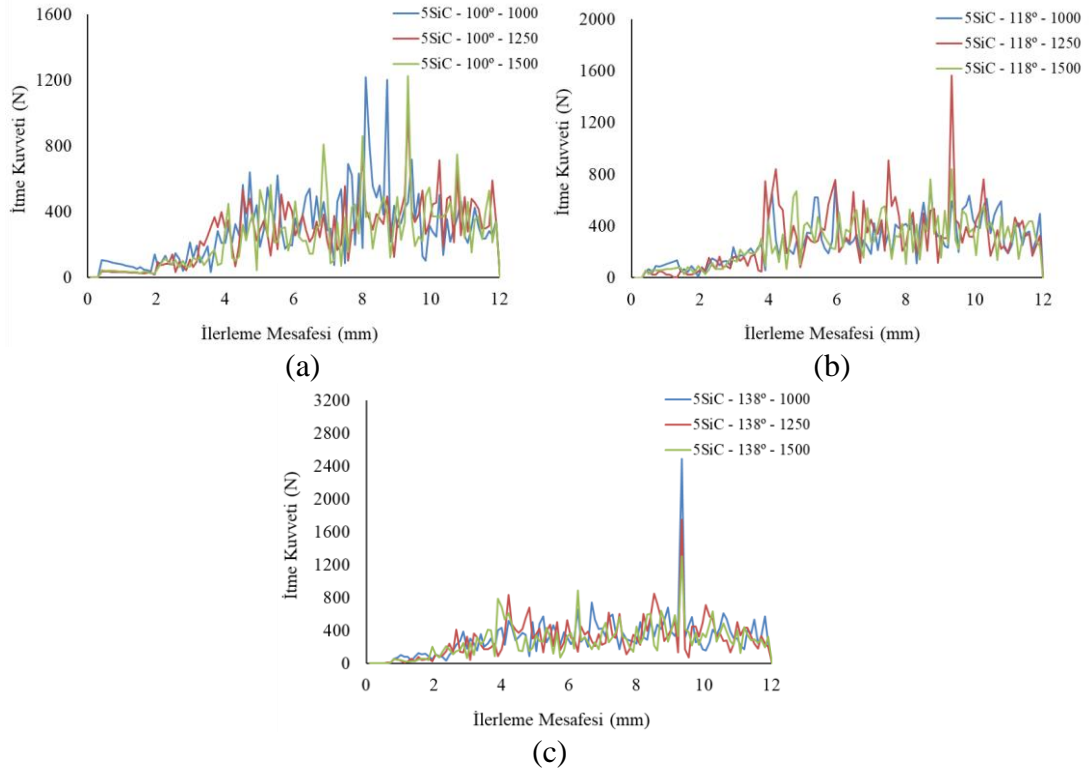 1600
1200
800
400
0
İtme Kuvveti (N)
5SiC - 100º - 1000
5SiC - 100º - 1250
5SiC - 100º - 1500
0 2 4 6 8 10 12
İlerleme Mesafesi (mm)
(a)
2000
1600
1200
800
400
0
İtme Kuvveti (N)
5SiC - 118º - 1000
5SiC - 118º - 1250
5SiC - 118º - 1500
0 2 4 6 8 10 12
İlerleme Mesafesi (mm)
(b)
3200
2800
2400
2000
1600
1200
800
400
0
İtme Kuvveti (N)
5SiC - 138º - 1000
5SiC - 138º - 1250
5SiC - 138º - 1500
0 2 4 6 8 10 12
İlerleme Mesafesi (mm)
(c)